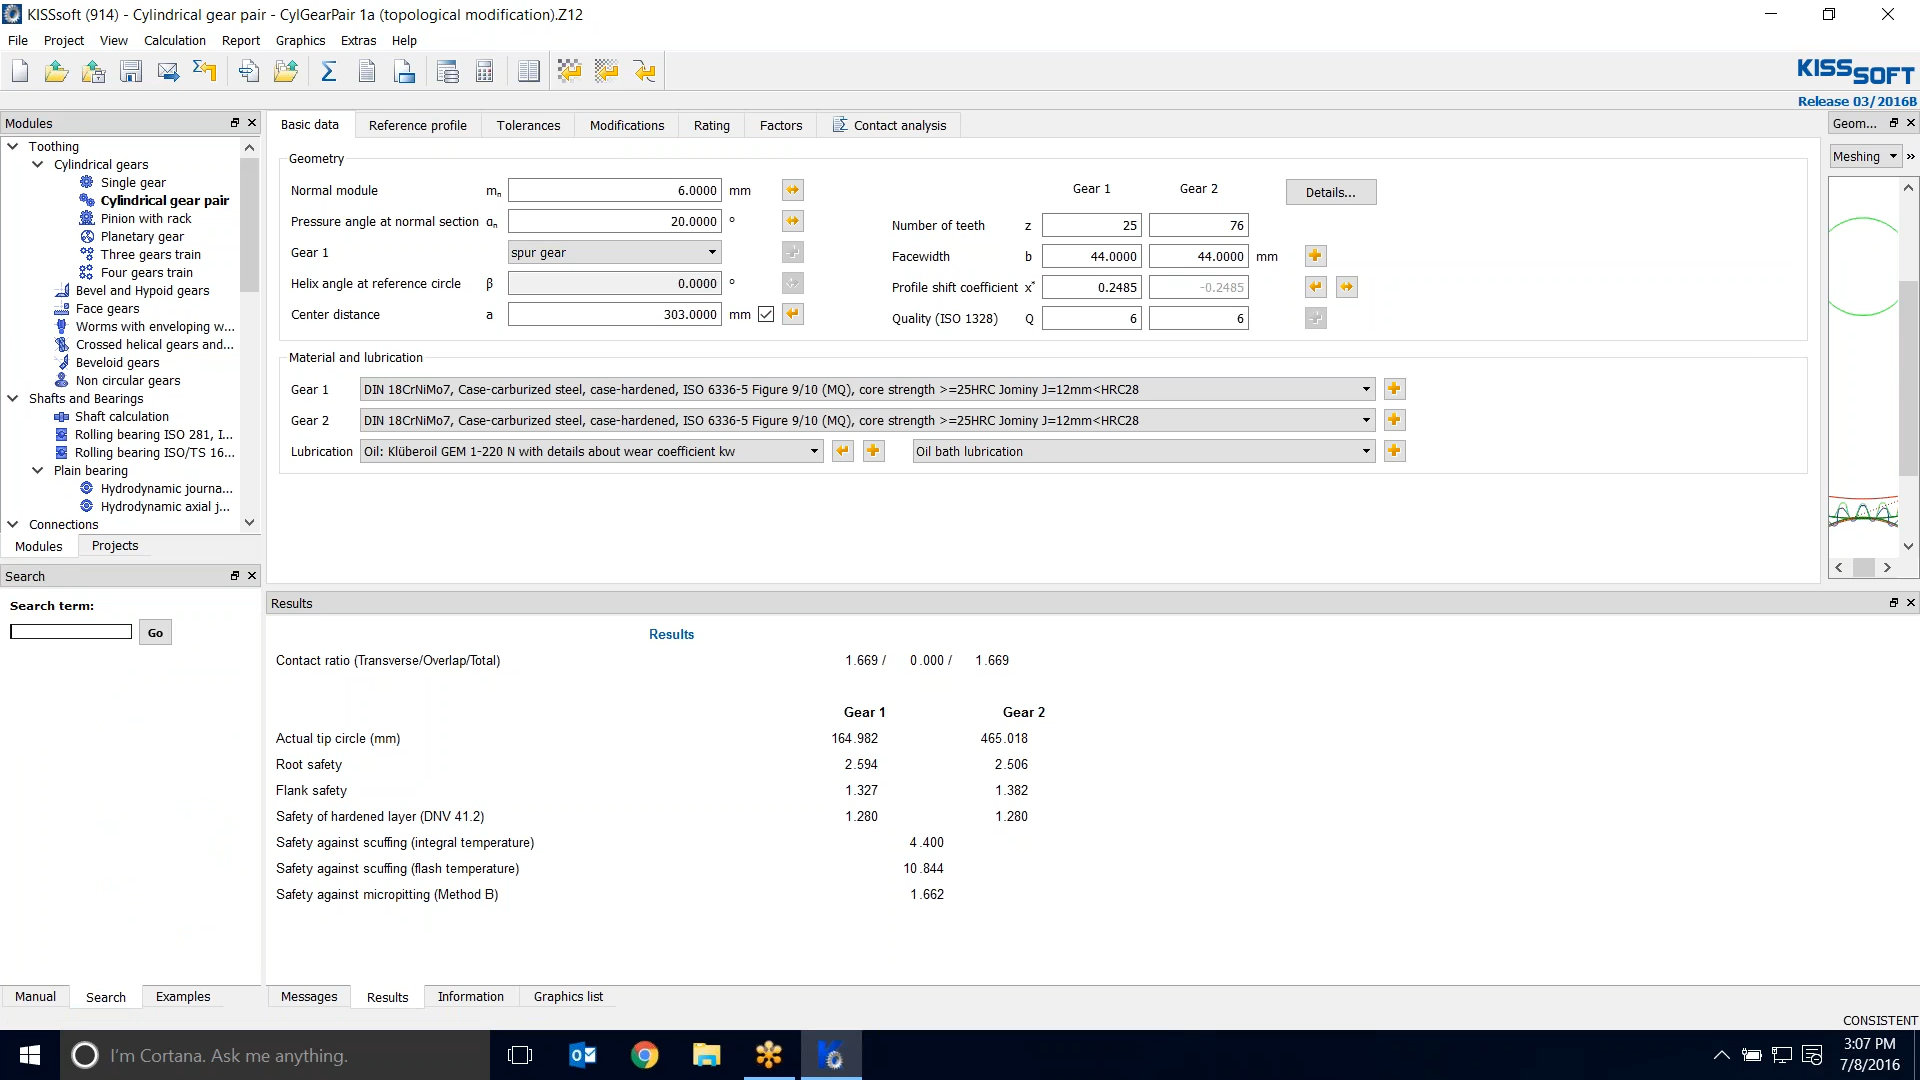 KISSsoft (914) - Cylindrical gear pair - CylGearPair 1a (topological modification).Z12
File Project View Calculation Report Graphics Extras Help
KISSSOFT
Release 03/2016B
Modules
Toothing
Cylindrical gears
Single gear
Cylindrical gear pair
Pinion with rack
Planetary gear
Three gears train
Four gears train
Bevel and Hypoid gears
Face gears
Worms with enveloping w...
Crossed helical gears and...
Beveloid gears
Non circular gears
Shafts and Bearings
Shaft calculation
Rolling bearing ISO 281, I...
Rolling bearing ISO/TS 16...
Plain bearing
Hydrodynamic journa...
Hydrodynamic axial j...
Connections
Modules Projects
Search
Search term:
Go
Manual Search Examples
Basic data Reference profile Tolerances Modifications Rating Factors Contact analysis
Geometry
Normal module mn 6.0000 mm
Pressure angle at normal section αn 20.0000 °
Gear 1 spur gear
Helix angle at reference circle β 0.0000 °
Center distance a 303.0000 mm
Gear 1 Gear 2 Details...
Number of teeth z 25 76
Facewidth b 44.0000 44.0000 mm
Profile shift coefficient x* 0.2485 -0.2485
Quality (ISO 1328) Q 6 6
Material and lubrication
Gear 1 DIN 18CrNiMo7, Case-carburized steel, case-hardened, ISO 6336-5 Figure 9/10 (MQ), core strength >=25HRC Jominy J=12mm<HRC28
Gear 2 DIN 18CrNiMo7, Case-carburized steel, case-hardened, ISO 6336-5 Figure 9/10 (MQ), core strength >=25HRC Jominy J=12mm<HRC28
Lubrication Oil: Klüberoil GEM 1-220 N with details about wear coefficient kw Oil bath lubrication
Geom...
Meshing »
Results
Results
Contact ratio (Transverse/Overlap/Total) 1.669 / 0.000 / 1.669
Gear 1 Gear 2
Actual tip circle (mm) 164.982 465.018
Root safety 2.594 2.506
Flank safety 1.327 1.382
Safety of hardened layer (DNV 41.2) 1.280 1.280
Safety against scuffing (integral temperature) 4.400
Safety against scuffing (flash temperature) 10.844
Safety against micropitting (Method B) 1.662
Messages Results Information Graphics list
CONSISTENT
I'm Cortana. Ask me anything.
3:07 PM
7/8/2016